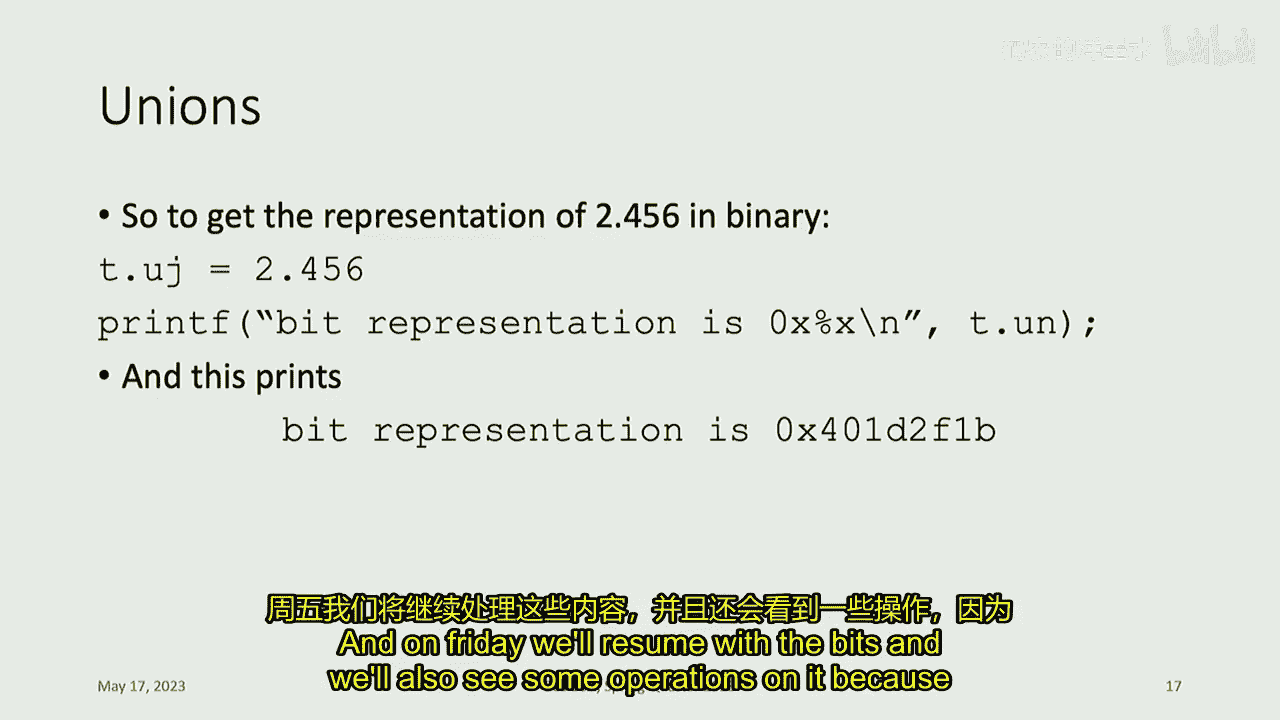 Unions
• So to get the representation of 2.456 in binary:
t.uj = 2.456
printf(“bit representation is 0x%x\n”, t.un);
• And this prints
bit representation is 0x401d2f1b
周五我们将继续处理这些内容，并且还会看到一些操作，因为
And on friday we'll resume with the bits and
we'll also see some operations on it because
May 17, 2023
17